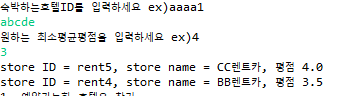 숙박하는호텔ID를 입력하세요 ex)aaaa1
abcde
원하는 최소평균평점을 입력하세요 ex)4
3
store ID = rent5, store name = CC렌트카, 평점 4.0
store ID = rent4, store name = BB렌트카, 평점 3.5